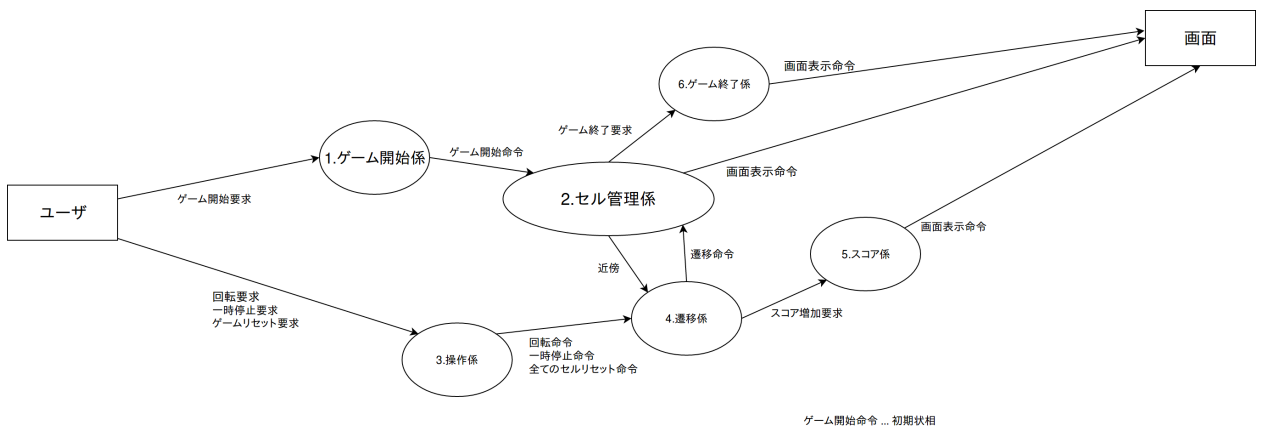 画面
画面表示命令
6.ゲーム終了係
ゲーム終了要求
1.ゲーム開始係
ゲーム開始命令
画面表示命令
2.セル管理係
ゲーム開始要求
ユーザ
画面表示命令
5.スコア係
近傍
遷移命令
回転要求
一時停止要求
ゲームリセット要求
スコア増加要求
4.遷移係
3.操作係
回転命令
一時停止命令
全てのセルリセット命令
ゲーム開始命令 ... 初期状相